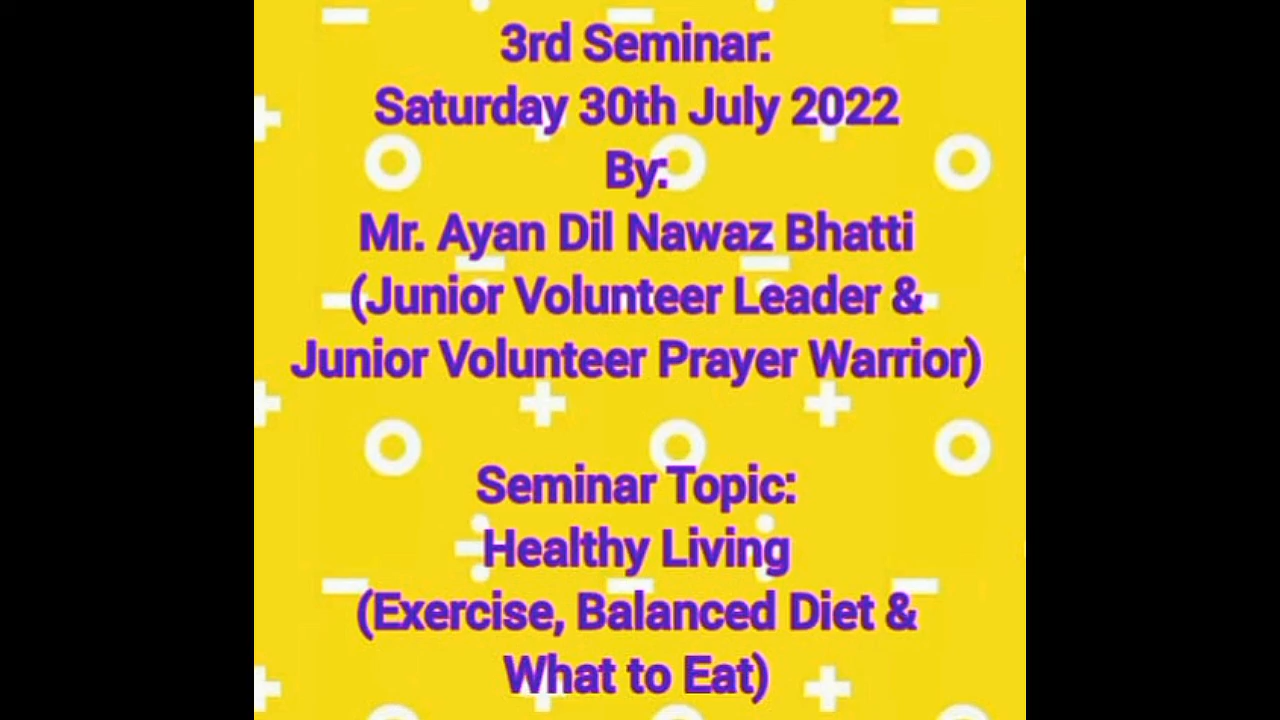 3rd Seminar:
Saturday 30th July 2022
By:
Mr. Ayan Dil Nawaz Bhatti
(Junior Volunteer Leader &
Junior Volunteer Prayer Warrior)
Seminar Topic:
Healthy Living
(Exercise, Balanced Diet &
What to Eat)